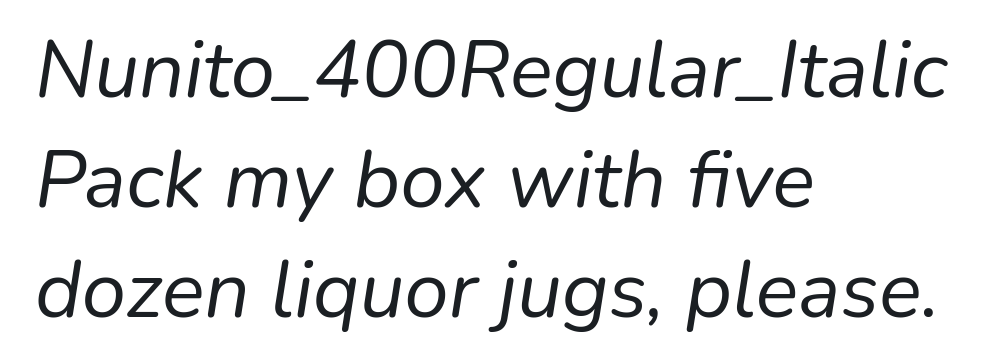 Nunito_400Regular_Italic
Pack my box with five
dozen liquor jugs, please.